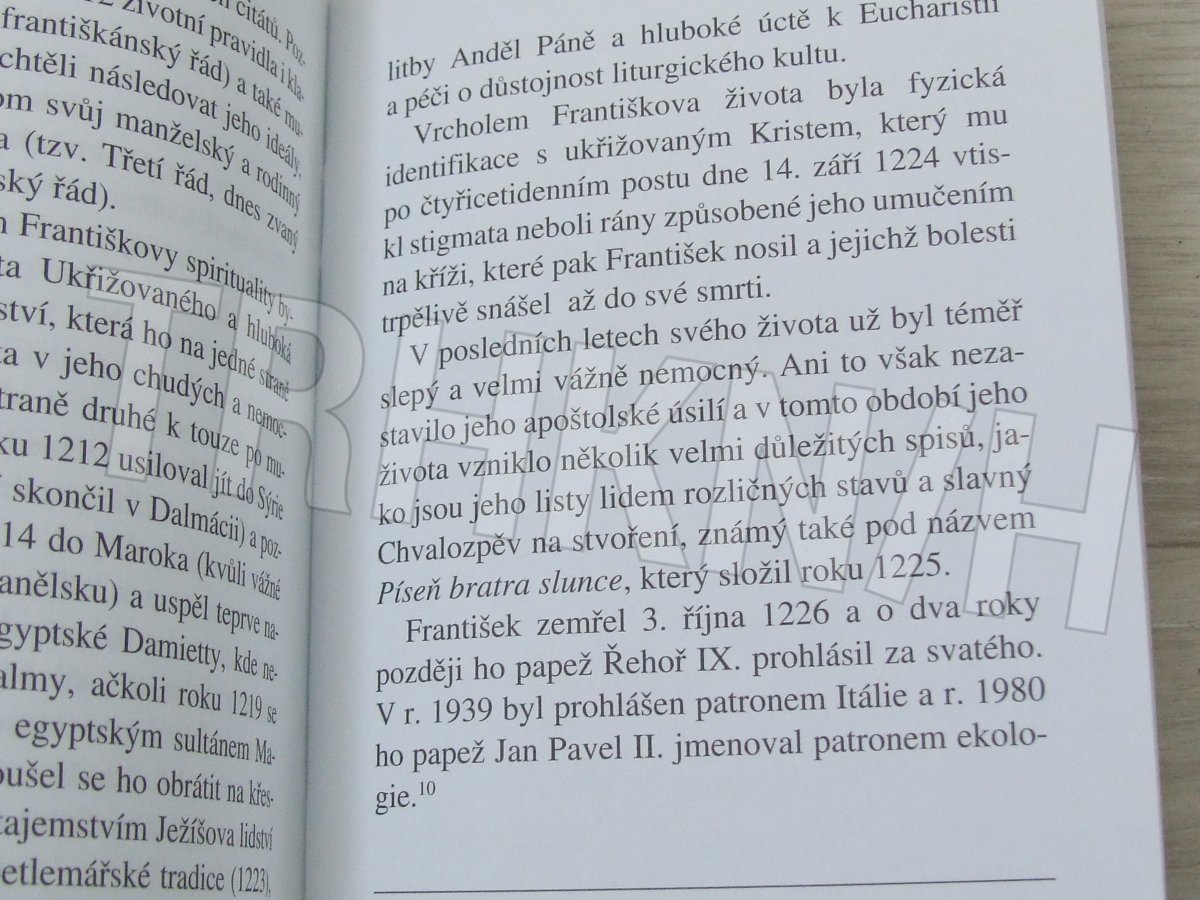 citátů. Poz-
životní pravidla i kla-
františkánský řád) a také mu-
chtěli následovat jeho ideály,
svůj manželský a rodinný
(tzv. Třetí řád, dnes zvaný
ský řád).
Františkovy spirituality by-
ta Ukřižovaného a hluboká
ství, která ho na jedné straně
ta v jeho chudých a nemoc-
traně druhé k touze po mu-
ku 1212 usiloval jít do Sýrie
skončil v Dalmácii) a poz-
14 do Maroka (kvůli vážné
anělsku) a uspěl teprve na-
gyptské Damietty, kde ne-
almy, ačkoli roku 1219 se
egyptským sultánem Ma-
oušel se ho obrátit na křes-
tajemstvím Ježíšova lidství
etlemářské tradice (1223),
litby Anděl Páně a hluboké úctě k Eucharistii
a péči o důstojnost liturgického kultu.
Vrcholem Františkova života byla fyzická
identifikace s ukřižovaným Kristem, který mu
po čtyřicetidenním postu dne 14. září 1224 vtis-
kl stigmata neboli rány způsobené jeho umučením
na kříži, které pak František nosil a jejichž bolesti
trpělivě snášel až do své smrti.
V posledních letech svého života už byl téměř
slepý a velmi vážně nemocný. Ani to však neza-
stavilo jeho apoštolské úsilí a v tomto období jeho
života vzniklo několik velmi důležitých spisů, ja-
ko jsou jeho listy lidem rozličných stavů a slavný
Chvalozpěv na stvoření, známý také pod názvem
Píseň bratra slunce, který složil roku 1225.
František zemřel 3. října 1226 a o dva roky
později ho papež Řehoř IX. prohlásil za svatého.
V r. 1939 byl prohlášen patronem Itálie a r. 1980
ho papež Jan Pavel II. jmenoval patronem ekolo-
gie.10
TRHKNIH